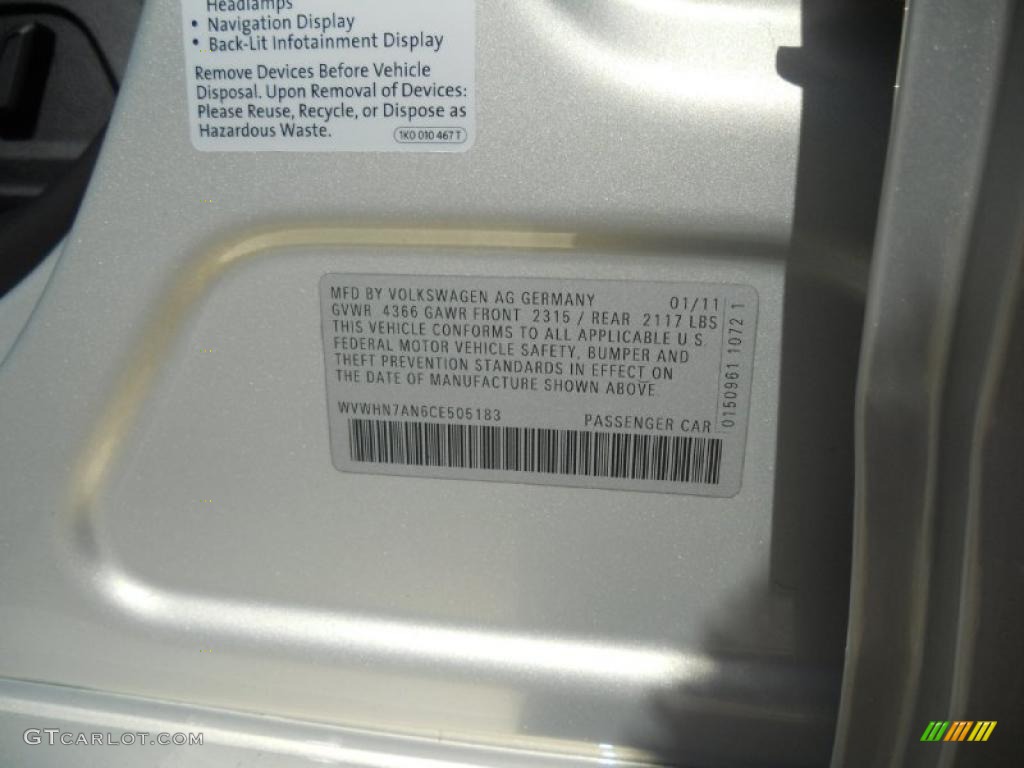 Headlamps
• Navigation Display
• Back-Lit Infotainment Display
Remove Devices Before Vehicle
Disposal. Upon Removal of Devices:
Please Reuse, Recycle, or Dispose as
Hazardous Waste.
1K0 010 467 T
MFD BY VOLKSWAGEN AG GERMANY 01/11
GVWR 4366 GAWR FRONT 2315 / REAR 2117 LBS
THIS VEHICLE CONFORMS TO ALL APPLICABLE U.S.
FEDERAL MOTOR VEHICLE SAFETY, BUMPER AND
THEFT PREVENTION STANDARDS IN EFFECT ON
THE DATE OF MANUFACTURE SHOWN ABOVE.
WVWHN7AN6CE505183 PASSENGER CAR
0150961 1072 1
GTCARLOT.COM